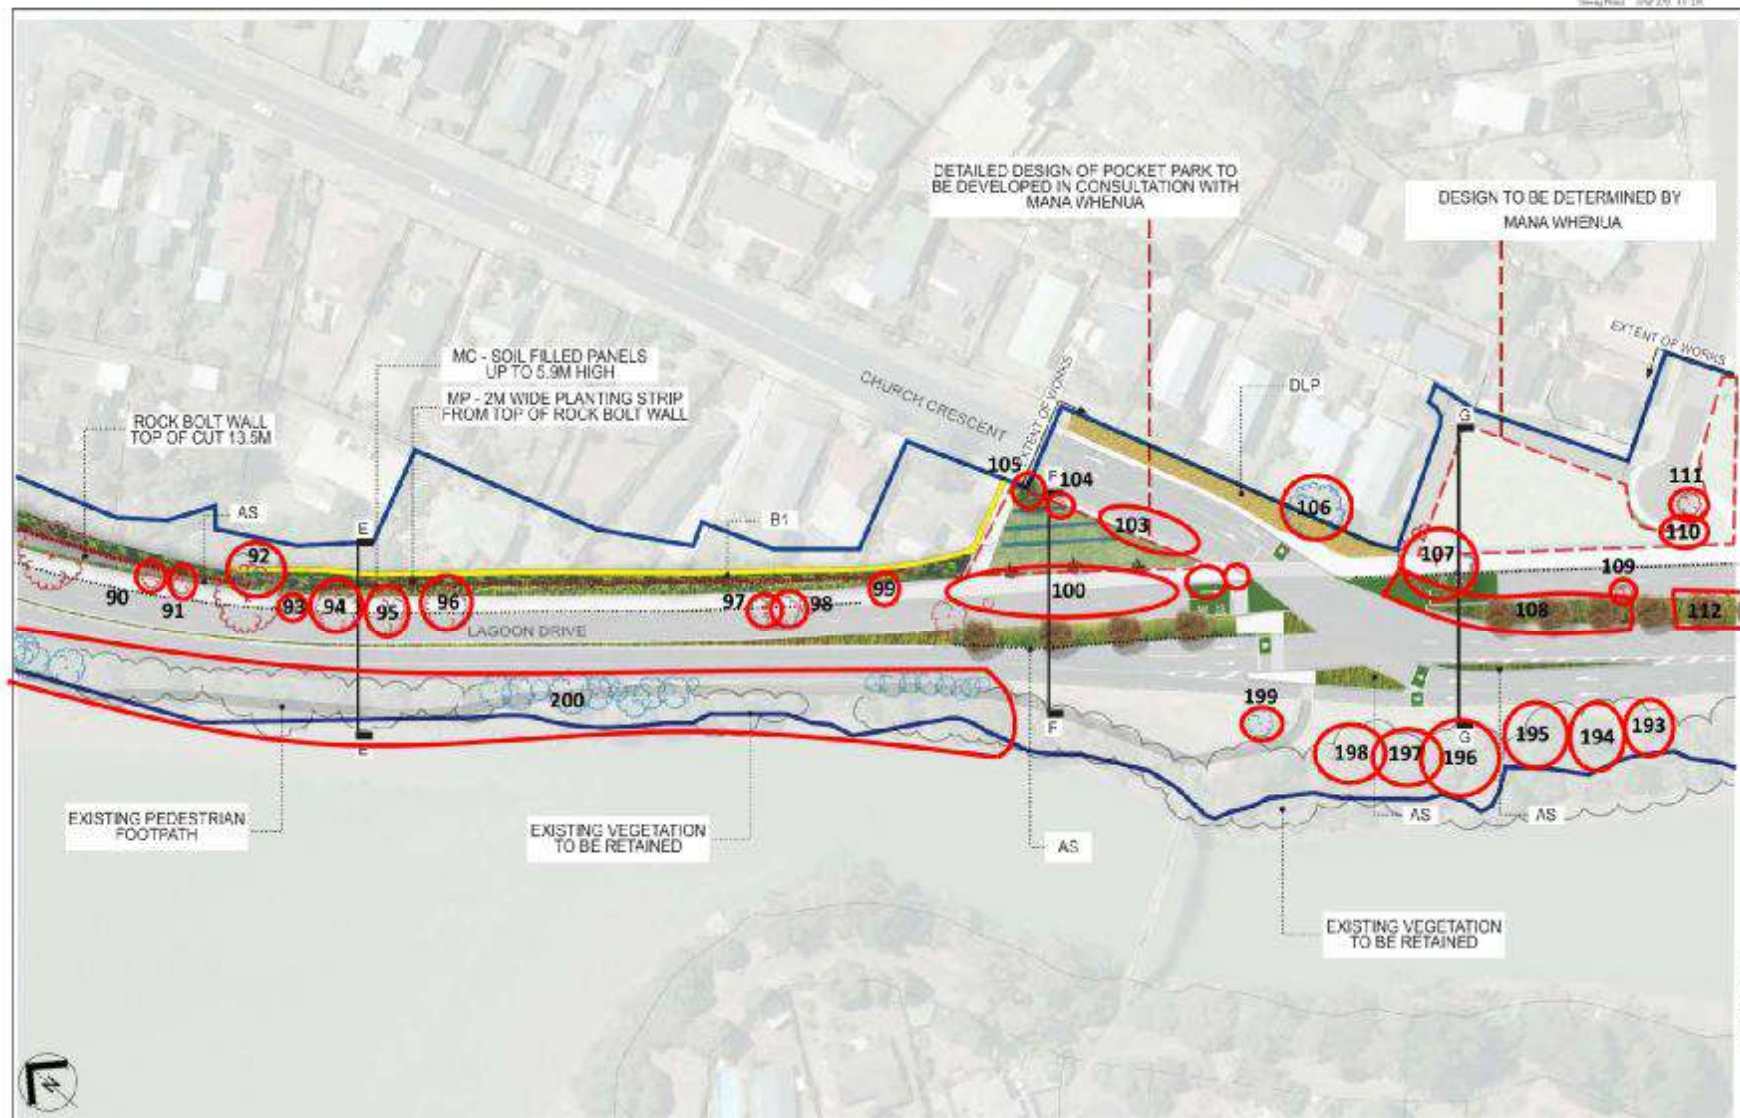 DETAILED DESIGN OF POCKET PARK TO
BE DEVELOPED IN CONSULTATION WITH
MANA WHENUA
DESIGN TO BE DETERMINED BY
MANA WHENUA
EXTENT OF WORKS
MC - SOIL FILLED PANELS
UP TO 5.9M HIGH
MP - 2M WIDE PLANTING STRIP
FROM TOP OF ROCK BOLT WALL
CHURCH CRESCENT
EXTENT OF WORKS
DLP
ROCK BOLT WALL
TOP OF CUT 13.5M
G
105
F
104
111
AS
B1
106
103
110
E
92
107
109
90
91
93
94
95
96
97
98
99
100
108
112
LAGOON DRIVE
200
199
193
194
195
196
197
198
E
F
G
EXISTING PEDESTRIAN
FOOTPATH
EXISTING VEGETATION
TO BE RETAINED
AS
AS
AS
EXISTING VEGETATION
TO BE RETAINED
N